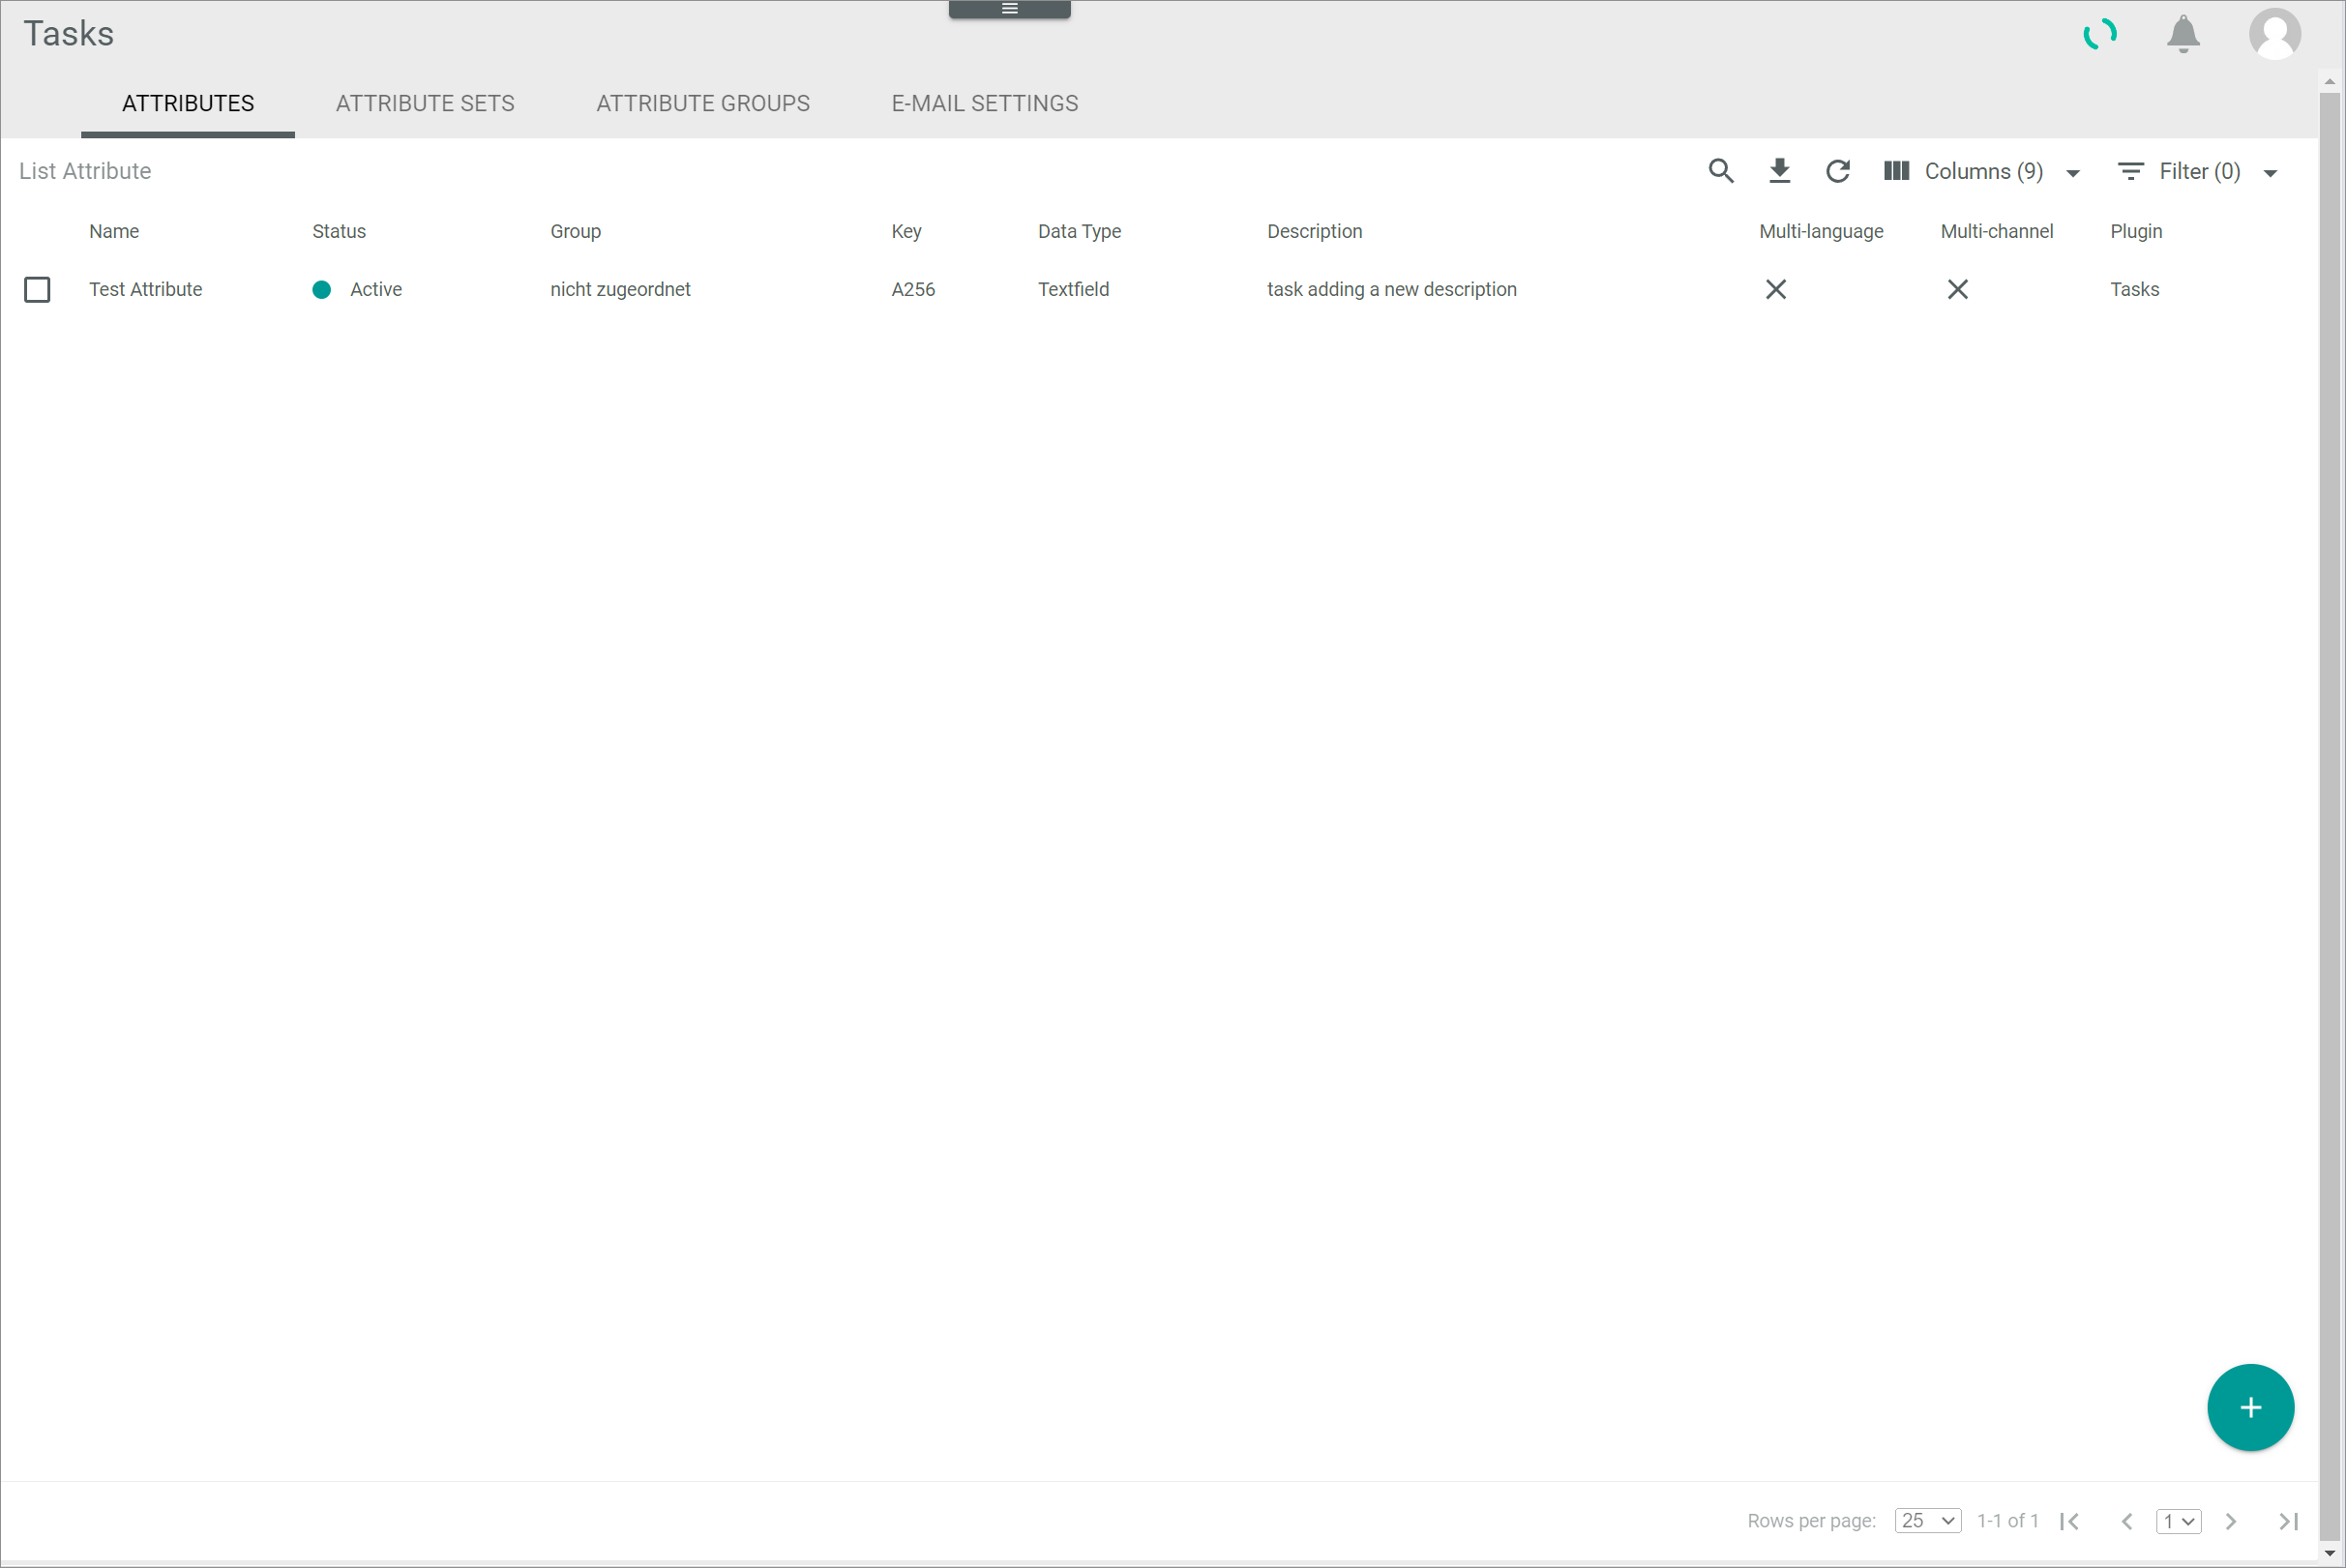 Tasks
ATTRIBUTES ATTRIBUTE SETS ATTRIBUTE GROUPS E-MAIL SETTINGS
List Attribute Columns (9) Filter (0)
Name Status Group Key Data Type Description Multi-language Multi-channel Plugin
Test Attribute Active nicht zugeordnet A256 Textfield task adding a new description Tasks
Rows per page: 25 1-1 of 1 1